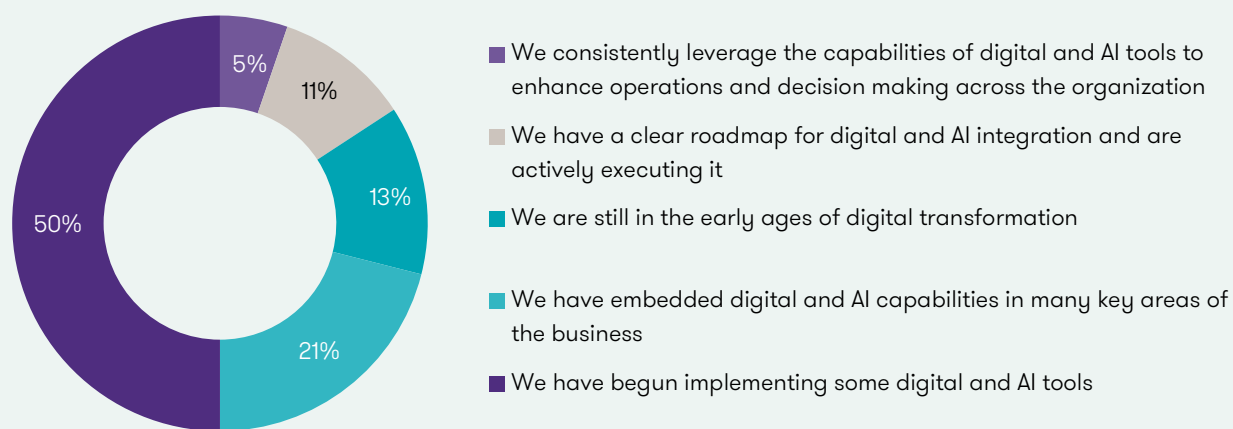 5%
11%
13%
21%
50%
We consistently leverage the capabilities of digital and AI tools to
enhance operations and decision making across the organization
We have a clear roadmap for digital and AI integration and are
actively executing it
We are still in the early ages of digital transformation
We have embedded digital and AI capabilities in many key areas of
the business
We have begun implementing some digital and AI tools